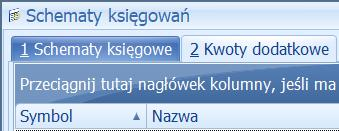 Schematy księgowań
1 Schematy księgowe 2 Kwoty dodatkowe
Przeciągnij tutaj nagłówek kolumny, jeśli ma
Symbol Nazwa